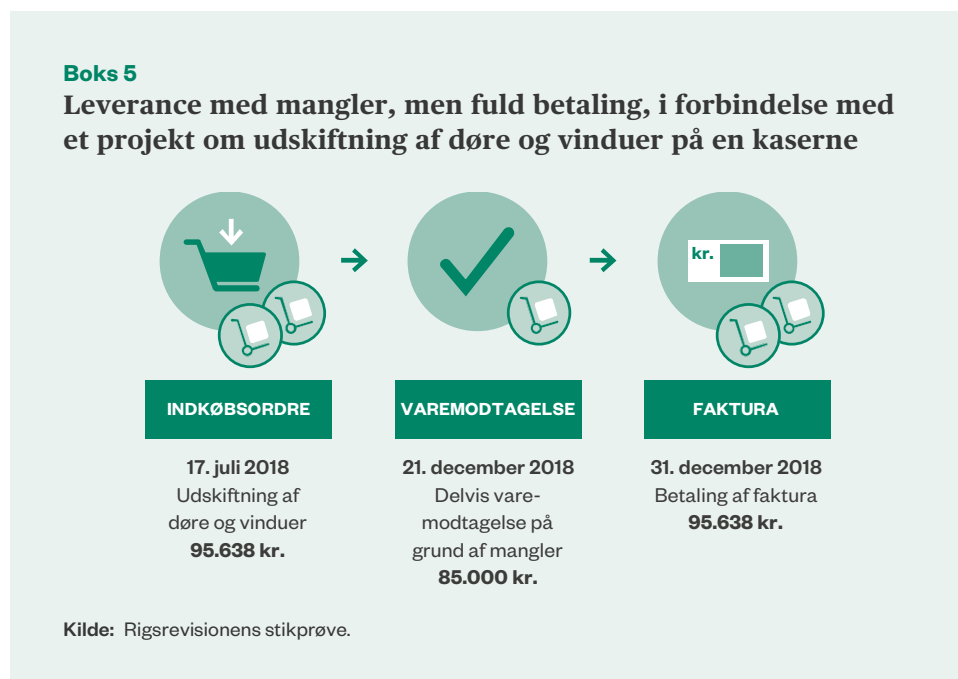 Boks 5
Leverance med mangler, men fuld betaling, i forbindelse med
et projekt om udskiftning af døre og vinduer på en kaserne
kr.
INDKØBSORDRE
17. juli 2018
Udskiftning af
døre og vinduer
95.638 kr.
VAREMODTAGELSE
21. december 2018
Delvis vare-
modtagelse på
grund af mangler
85.000 kr.
FAKTURA
31. december 2018
Betaling af faktura
95.638 kr.
Kilde: Rigsrevisionens stikprøve.